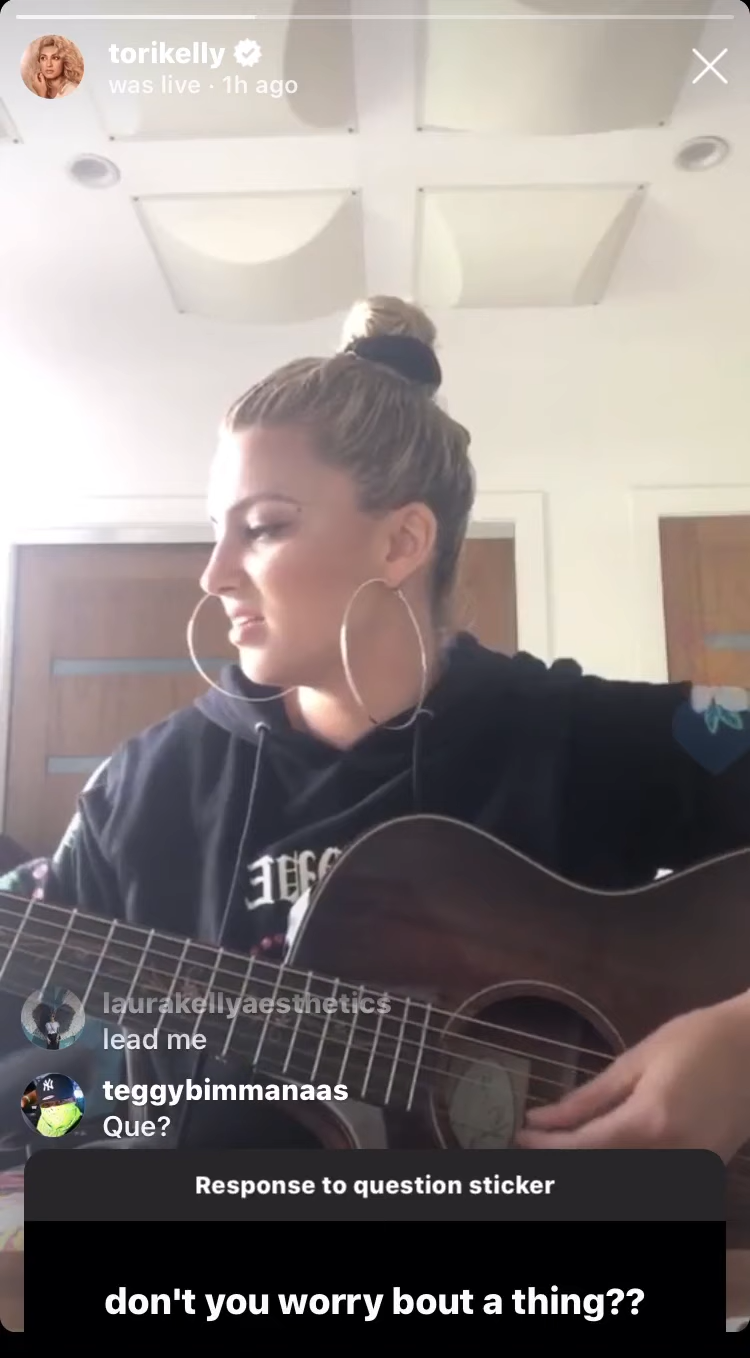 torikelly
was live · 1h ago
laurakellyaesthetics
lead me
teggybimmanaas
Que?
Response to question sticker
don't you worry bout a thing??